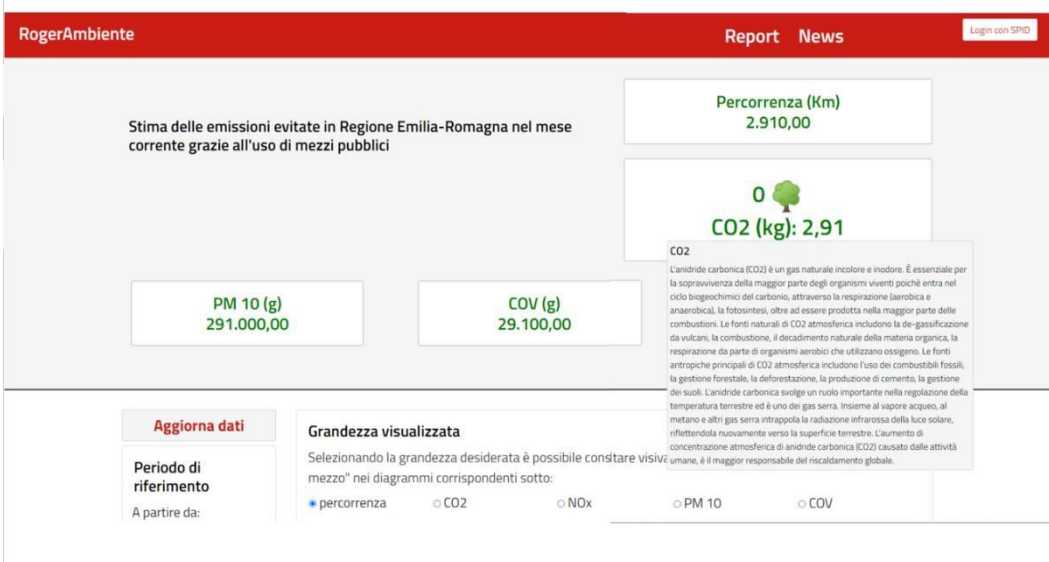 RogerAmbiente
Report News
Login con SPID
Stima delle emissioni evitate in Regione Emilia-Romagna nel mese
corrente grazie all'uso di mezzi pubblici
Percorrenza (Km)
2.910,00
0
CO2 (kg): 2,91
PM 10 (g)
291.000,00
COV (g)
29.100,00
CO2
L'anidride carbonica (CO2) è un gas naturale incolore e inodore. È essenziale per
la sopravvivenza della maggior parte degli organismi viventi poichè entra nel
ciclo biogeochimici del carbonio, attraverso la respirazione (aerobica e
anaerobica), la fotosintesi, oltre ad essere prodotta nella maggior parte delle
combustioni. Le fonti naturali di CO2 atmosferica includono la de-gassificazione
da vulcani, la combustione, il decadimento naturale della materia organica, la
respirazione da parte di organismi aerobici che utilizzano ossigeno. Le fonti
antropiche principali di CO2 atmosferica includono l'uso dei combustibili fossili,
la gestione forestale, la deforestazione, la produzione di cemento, la gestione
dei suoli. L'anidride carbonica svolge un ruolo importante nella regolazione della
temperatura terrestre ed è uno dei gas serra. Insieme al vapore acqueo, al
metano e altri gas serra intrappola la radiazione infrarossa della luce solare,
riflettendola nuovamente verso la superficie terrestre. L'aumento di
concentrazione atmosferica di anidride carbonica (CO2) causato dalle attività
umane, è il maggior responsabile del riscaldamento globale.
Aggiorna dati
Periodo di
riferimento
A partire da:
Grandezza visualizzata
Selezionando la grandezza desiderata è possibile consitare visiva
mezzo" nei diagrammi corrispondenti sotto:
percorrenza CO2 NOx PM 10 COV